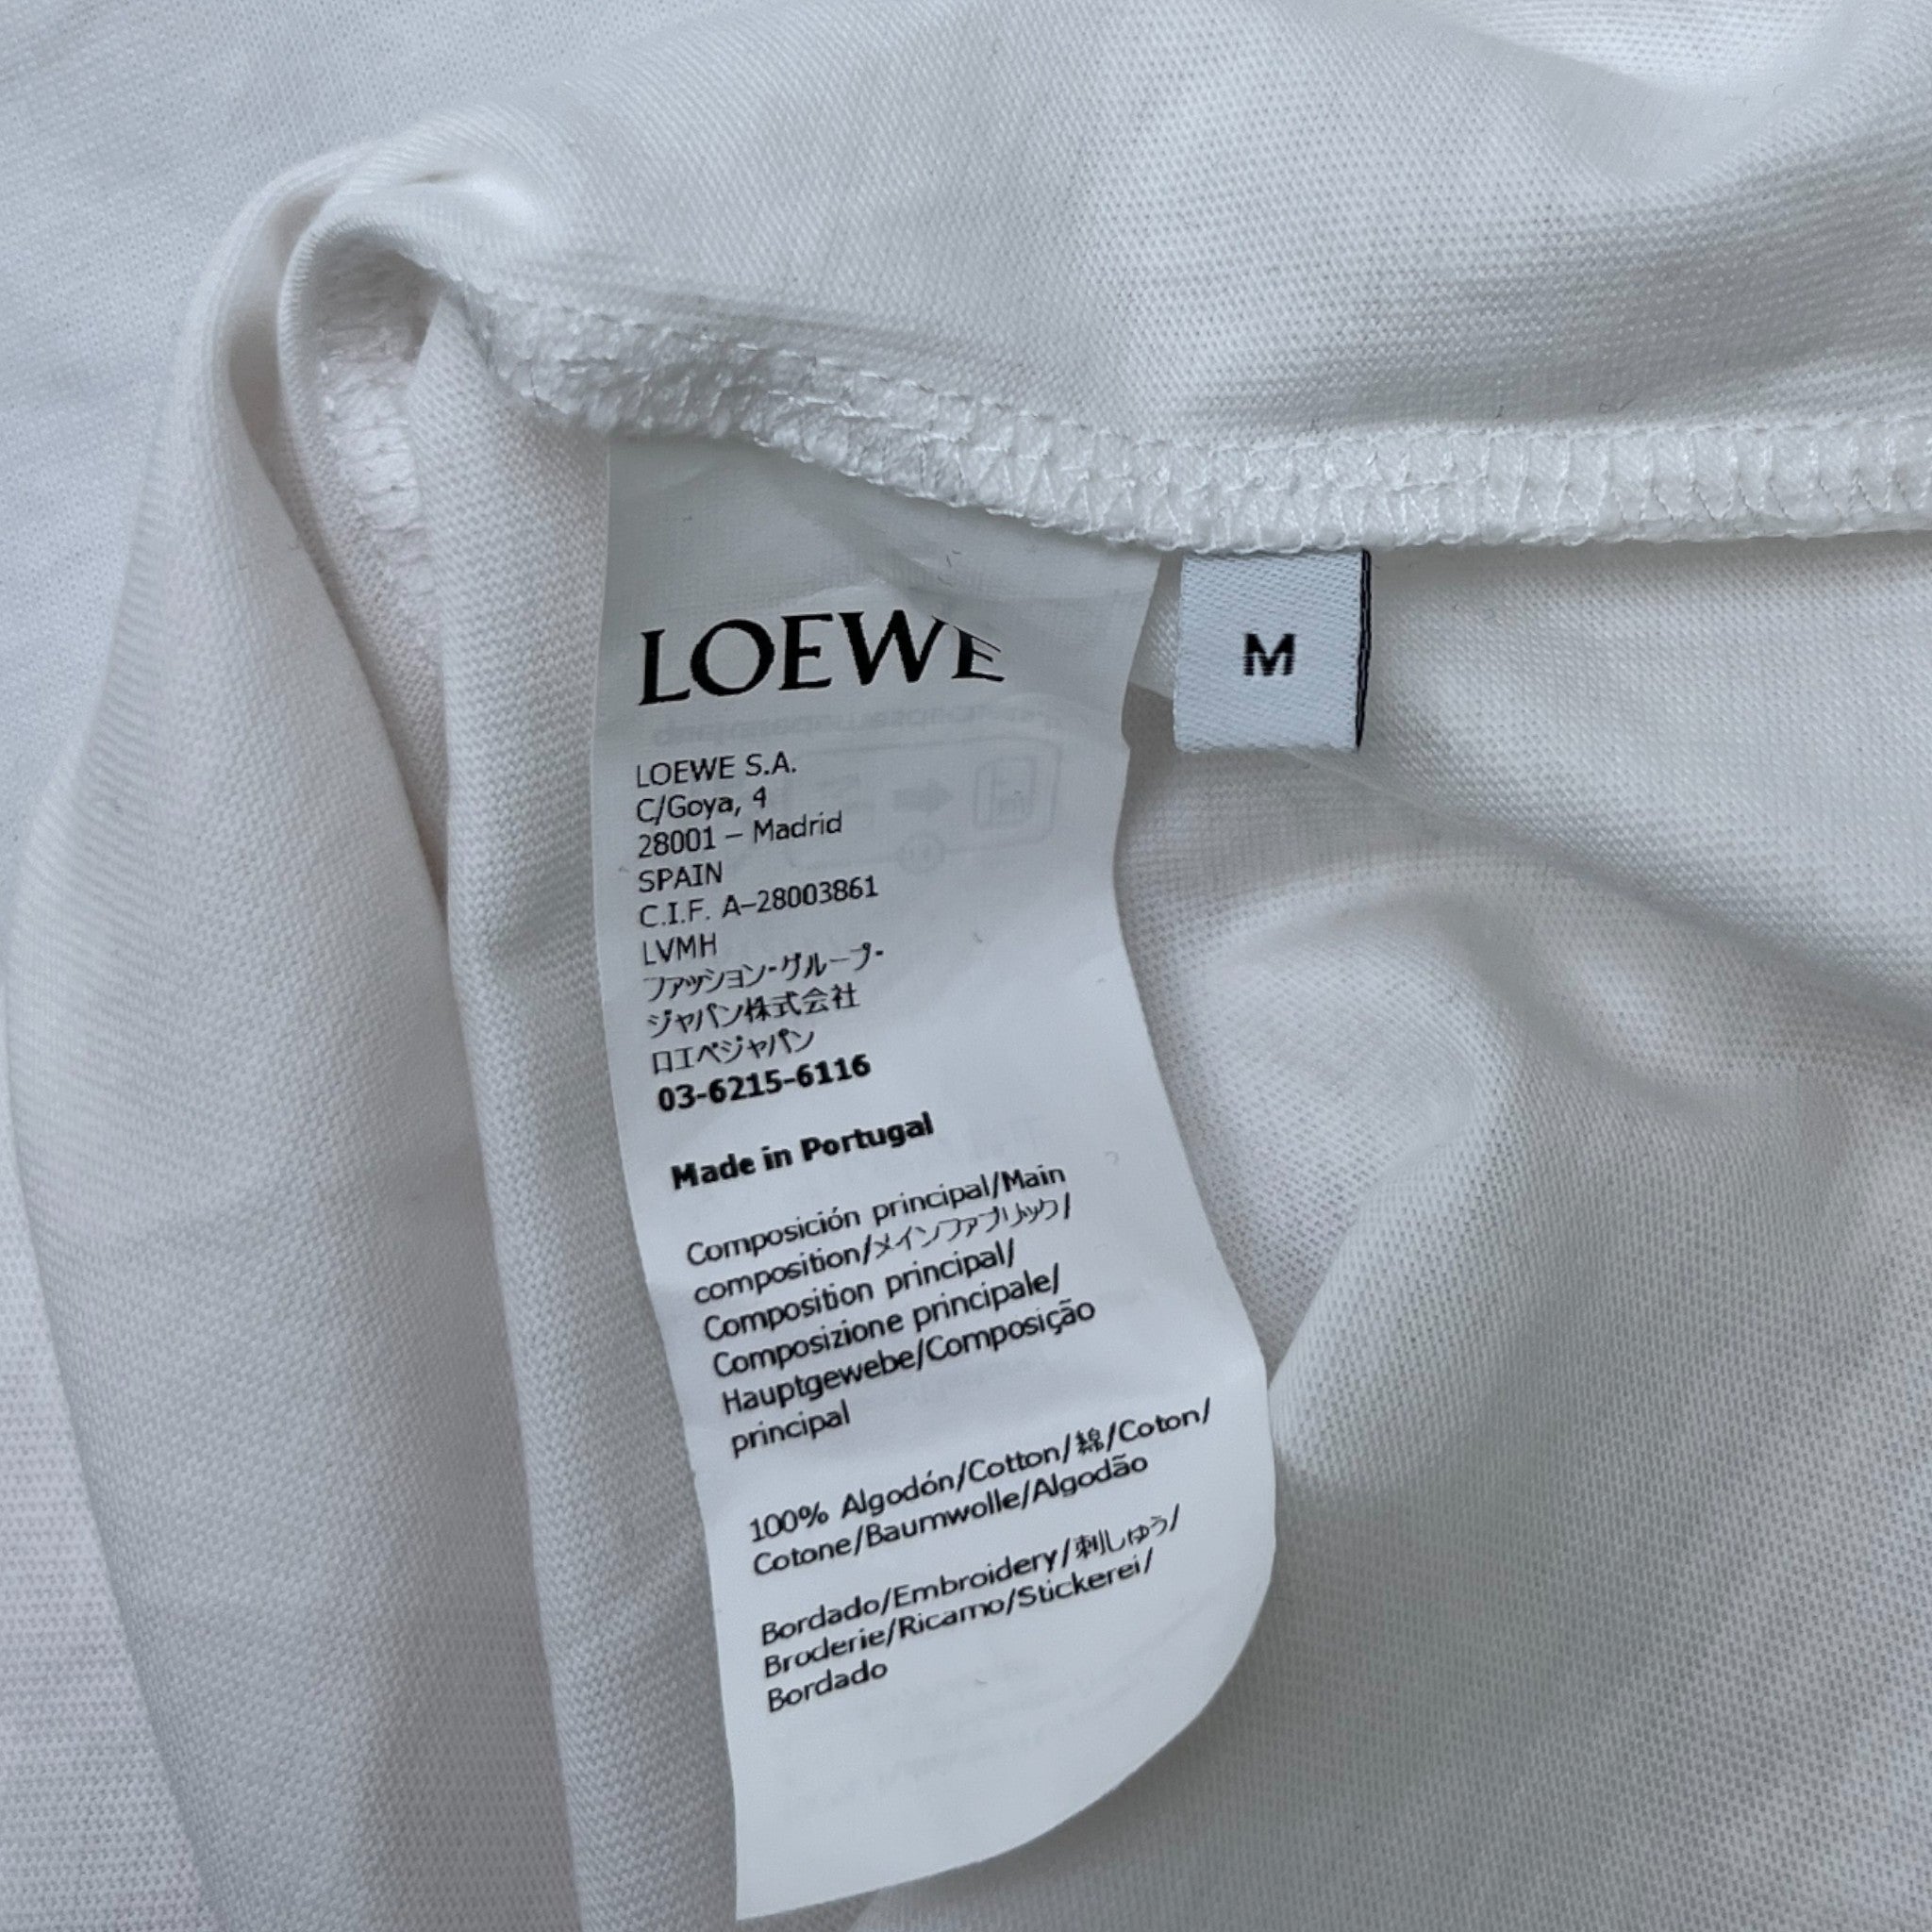 LOEWE
M
LOEWE S.A.
C/Goya, 4
28001 – Madrid
SPAIN
C.I.F. A–28003861
LVMH
ファッション・グループ・
ジャパン株式会社
ロエベジャパン
03-6215-6116
Made in Portugal
Composición principal/Main
composition/メインファブリック/
Composition principal/
Composizione principale/
Hauptgewebe/Composição
principal
100% Algodón/Cotton/綿/Coton/
Cotone/Baumwolle/Algodão
Bordado/Embroidery/刺しゅう/
Broderie/Ricamo/Stickerei/
Bordado